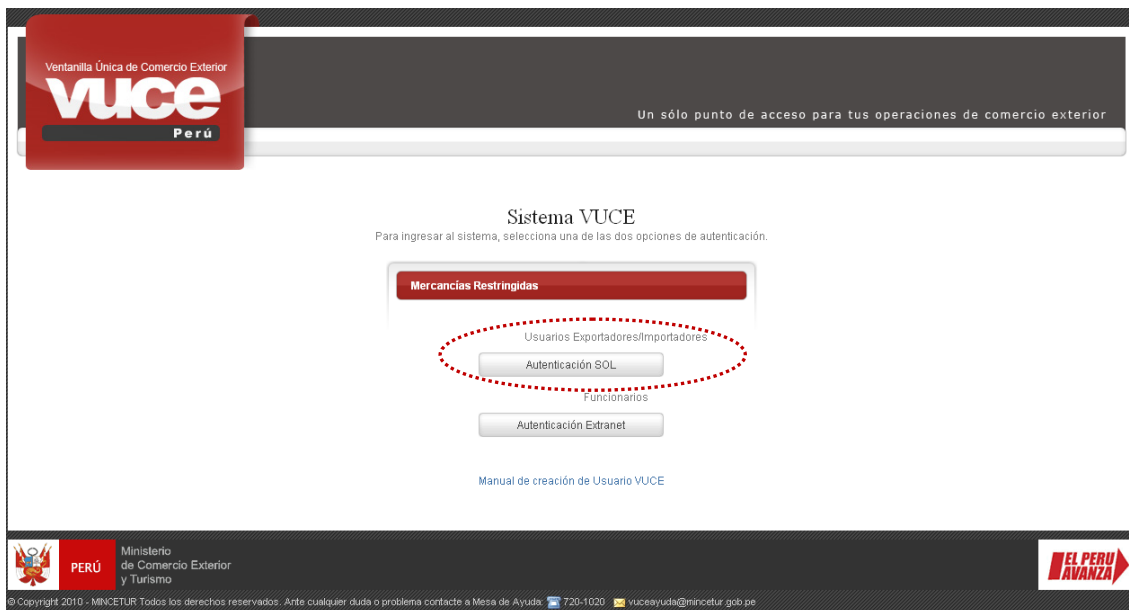 Ventanilla Única de Comercio Exterior
vuce
Perú
Un sólo punto de acceso para tus operaciones de comercio exterior
Sistema VUCE
Para ingresar al sistema, selecciona una de las dos opciones de autenticación.
Mercancías Restringidas
Usuarios Exportadores/Importadores
Autenticación SOL
Funcionarios
Autenticación Extranet
Manual de creación de Usuario VUCE
PERÚ
Ministerio
de Comercio Exterior
y Turismo
EL PERU
AVANZA
© Copyright 2010 - MINCETUR Todos los derechos reservados. Ante cualquier duda o problema contacte a Mesa de Ayuda: 720-1020 vuceayuda@mincetur.gob.pe